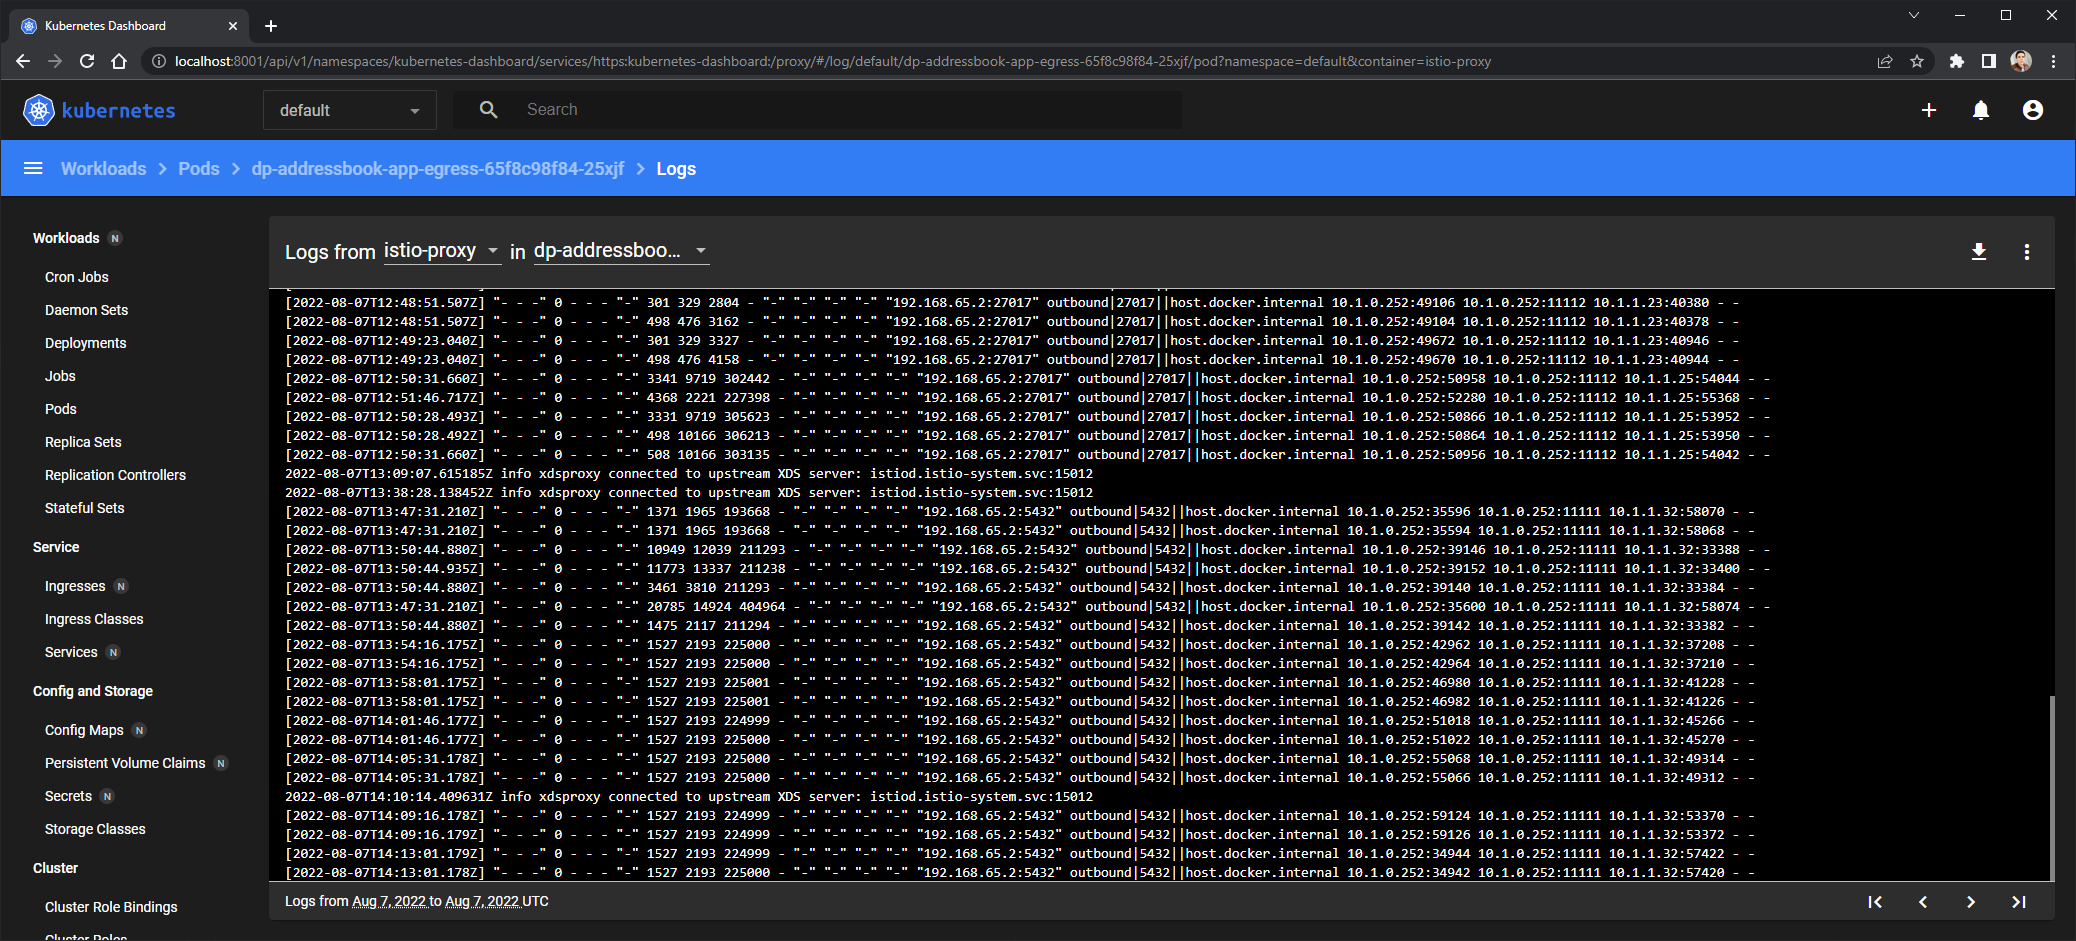 Kubernetes Dashboard
localhost:8001/api/v1/namespaces/kubernetes-dashboard/services/https:kubernetes-dashboard:/proxy/#/log/default/dp-addressbook-app-egress-65f8c98f84-25xjf/pod?namespace=default&container=istio-proxy
kubernetes
default
Search
Workloads > Pods > dp-addressbook-app-egress-65f8c98f84-25xjf > Logs
Workloads N
Cron Jobs
Daemon Sets
Deployments
Jobs
Pods
Replica Sets
Replication Controllers
Stateful Sets
Service
Ingresses N
Ingress Classes
Services N
Config and Storage
Config Maps N
Persistent Volume Claims N
Secrets N
Storage Classes
Cluster
Cluster Role Bindings
Cluster Roles
Logs from istio-proxy in dp-addressboo...
[2022-08-07T12:48:51.507Z] "- - -" 0 - - - "-" 301 329 2804 - "-" "-" "-" "-" "192.168.65.2:27017" outbound|27017||host.docker.internal 10.1.0.252:49106 10.1.0.252:11112 10.1.1.23:40380 - -
[2022-08-07T12:48:51.507Z] "- - -" 0 - - - "-" 498 476 3162 - "-" "-" "-" "-" "192.168.65.2:27017" outbound|27017||host.docker.internal 10.1.0.252:49104 10.1.0.252:11112 10.1.1.23:40378 - -
[2022-08-07T12:49:23.040Z] "- - -" 0 - - - "-" 301 329 3327 - "-" "-" "-" "-" "192.168.65.2:27017" outbound|27017||host.docker.internal 10.1.0.252:49672 10.1.0.252:11112 10.1.1.23:40946 - -
[2022-08-07T12:49:23.040Z] "- - -" 0 - - - "-" 498 476 4158 - "-" "-" "-" "-" "192.168.65.2:27017" outbound|27017||host.docker.internal 10.1.0.252:49670 10.1.0.252:11112 10.1.1.23:40944 - -
[2022-08-07T12:50:31.660Z] "- - -" 0 - - - "-" 3341 9719 302442 - "-" "-" "-" "-" "192.168.65.2:27017" outbound|27017||host.docker.internal 10.1.0.252:50958 10.1.0.252:11112 10.1.1.25:54044 - -
[2022-08-07T12:51:46.717Z] "- - -" 0 - - - "-" 4368 2221 227398 - "-" "-" "-" "-" "192.168.65.2:27017" outbound|27017||host.docker.internal 10.1.0.252:52280 10.1.0.252:11112 10.1.1.25:55368 - -
[2022-08-07T12:50:28.493Z] "- - -" 0 - - - "-" 3331 9719 305623 - "-" "-" "-" "-" "192.168.65.2:27017" outbound|27017||host.docker.internal 10.1.0.252:50866 10.1.0.252:11112 10.1.1.25:53952 - -
[2022-08-07T12:50:28.492Z] "- - -" 0 - - - "-" 498 10166 306213 - "-" "-" "-" "-" "192.168.65.2:27017" outbound|27017||host.docker.internal 10.1.0.252:50864 10.1.0.252:11112 10.1.1.25:53950 - -
[2022-08-07T12:50:31.660Z] "- - -" 0 - - - "-" 508 10166 303135 - "-" "-" "-" "-" "192.168.65.2:27017" outbound|27017||host.docker.internal 10.1.0.252:50956 10.1.0.252:11112 10.1.1.25:54042 - -
2022-08-07T13:09:07.615185Z info xdsproxy connected to upstream XDS server: istiod.istio-system.svc:15012
2022-08-07T13:38:28.138452Z info xdsproxy connected to upstream XDS server: istiod.istio-system.svc:15012
[2022-08-07T13:47:31.210Z] "- - -" 0 - - - "-" 1371 1965 193668 - "-" "-" "-" "-" "192.168.65.2:5432" outbound|5432||host.docker.internal 10.1.0.252:35596 10.1.0.252:11111 10.1.1.32:58070 - -
[2022-08-07T13:47:31.210Z] "- - -" 0 - - - "-" 1371 1965 193668 - "-" "-" "-" "-" "192.168.65.2:5432" outbound|5432||host.docker.internal 10.1.0.252:35594 10.1.0.252:11111 10.1.1.32:58068 - -
[2022-08-07T13:50:44.880Z] "- - -" 0 - - - "-" 10949 12039 211293 - "-" "-" "-" "-" "192.168.65.2:5432" outbound|5432||host.docker.internal 10.1.0.252:39146 10.1.0.252:11111 10.1.1.32:33388 - -
[2022-08-07T13:50:44.935Z] "- - -" 0 - - - "-" 11773 13337 211238 - "-" "-" "-" "-" "192.168.65.2:5432" outbound|5432||host.docker.internal 10.1.0.252:39152 10.1.0.252:11111 10.1.1.32:33400 - -
[2022-08-07T13:50:44.880Z] "- - -" 0 - - - "-" 3461 3810 211293 - "-" "-" "-" "-" "192.168.65.2:5432" outbound|5432||host.docker.internal 10.1.0.252:39140 10.1.0.252:11111 10.1.1.32:33384 - -
[2022-08-07T13:47:31.210Z] "- - -" 0 - - - "-" 20785 14924 404964 - "-" "-" "-" "-" "192.168.65.2:5432" outbound|5432||host.docker.internal 10.1.0.252:35600 10.1.0.252:11111 10.1.1.32:58074 - -
[2022-08-07T13:50:44.880Z] "- - -" 0 - - - "-" 1475 2117 211294 - "-" "-" "-" "-" "192.168.65.2:5432" outbound|5432||host.docker.internal 10.1.0.252:39142 10.1.0.252:11111 10.1.1.32:33382 - -
[2022-08-07T13:54:16.175Z] "- - -" 0 - - - "-" 1527 2193 225000 - "-" "-" "-" "-" "192.168.65.2:5432" outbound|5432||host.docker.internal 10.1.0.252:42962 10.1.0.252:11111 10.1.1.32:37208 - -
[2022-08-07T13:54:16.175Z] "- - -" 0 - - - "-" 1527 2193 225000 - "-" "-" "-" "-" "192.168.65.2:5432" outbound|5432||host.docker.internal 10.1.0.252:42964 10.1.0.252:11111 10.1.1.32:37210 - -
[2022-08-07T13:58:01.175Z] "- - -" 0 - - - "-" 1527 2193 225001 - "-" "-" "-" "-" "192.168.65.2:5432" outbound|5432||host.docker.internal 10.1.0.252:46980 10.1.0.252:11111 10.1.1.32:41228 - -
[2022-08-07T13:58:01.175Z] "- - -" 0 - - - "-" 1527 2193 225001 - "-" "-" "-" "-" "192.168.65.2:5432" outbound|5432||host.docker.internal 10.1.0.252:46982 10.1.0.252:11111 10.1.1.32:41226 - -
[2022-08-07T14:01:46.177Z] "- - -" 0 - - - "-" 1527 2193 224999 - "-" "-" "-" "-" "192.168.65.2:5432" outbound|5432||host.docker.internal 10.1.0.252:51018 10.1.0.252:11111 10.1.1.32:45266 - -
[2022-08-07T14:01:46.177Z] "- - -" 0 - - - "-" 1527 2193 225000 - "-" "-" "-" "-" "192.168.65.2:5432" outbound|5432||host.docker.internal 10.1.0.252:51022 10.1.0.252:11111 10.1.1.32:45270 - -
[2022-08-07T14:05:31.178Z] "- - -" 0 - - - "-" 1527 2193 225000 - "-" "-" "-" "-" "192.168.65.2:5432" outbound|5432||host.docker.internal 10.1.0.252:55068 10.1.0.252:11111 10.1.1.32:49314 - -
[2022-08-07T14:05:31.178Z] "- - -" 0 - - - "-" 1527 2193 225000 - "-" "-" "-" "-" "192.168.65.2:5432" outbound|5432||host.docker.internal 10.1.0.252:55066 10.1.0.252:11111 10.1.1.32:49312 - -
2022-08-07T14:10:14.409631Z info xdsproxy connected to upstream XDS server: istiod.istio-system.svc:15012
[2022-08-07T14:09:16.178Z] "- - -" 0 - - - "-" 1527 2193 224999 - "-" "-" "-" "-" "192.168.65.2:5432" outbound|5432||host.docker.internal 10.1.0.252:59124 10.1.0.252:11111 10.1.1.32:53370 - -
[2022-08-07T14:09:16.179Z] "- - -" 0 - - - "-" 1527 2193 224999 - "-" "-" "-" "-" "192.168.65.2:5432" outbound|5432||host.docker.internal 10.1.0.252:59126 10.1.0.252:11111 10.1.1.32:53372 - -
[2022-08-07T14:13:01.179Z] "- - -" 0 - - - "-" 1527 2193 224999 - "-" "-" "-" "-" "192.168.65.2:5432" outbound|5432||host.docker.internal 10.1.0.252:34944 10.1.0.252:11111 10.1.1.32:57422 - -
[2022-08-07T14:13:01.178Z] "- - -" 0 - - - "-" 1527 2193 225000 - "-" "-" "-" "-" "192.168.65.2:5432" outbound|5432||host.docker.internal 10.1.0.252:34942 10.1.0.252:11111 10.1.1.32:57420 - -
Logs from Aug 7, 2022 to Aug 7, 2022 UTC